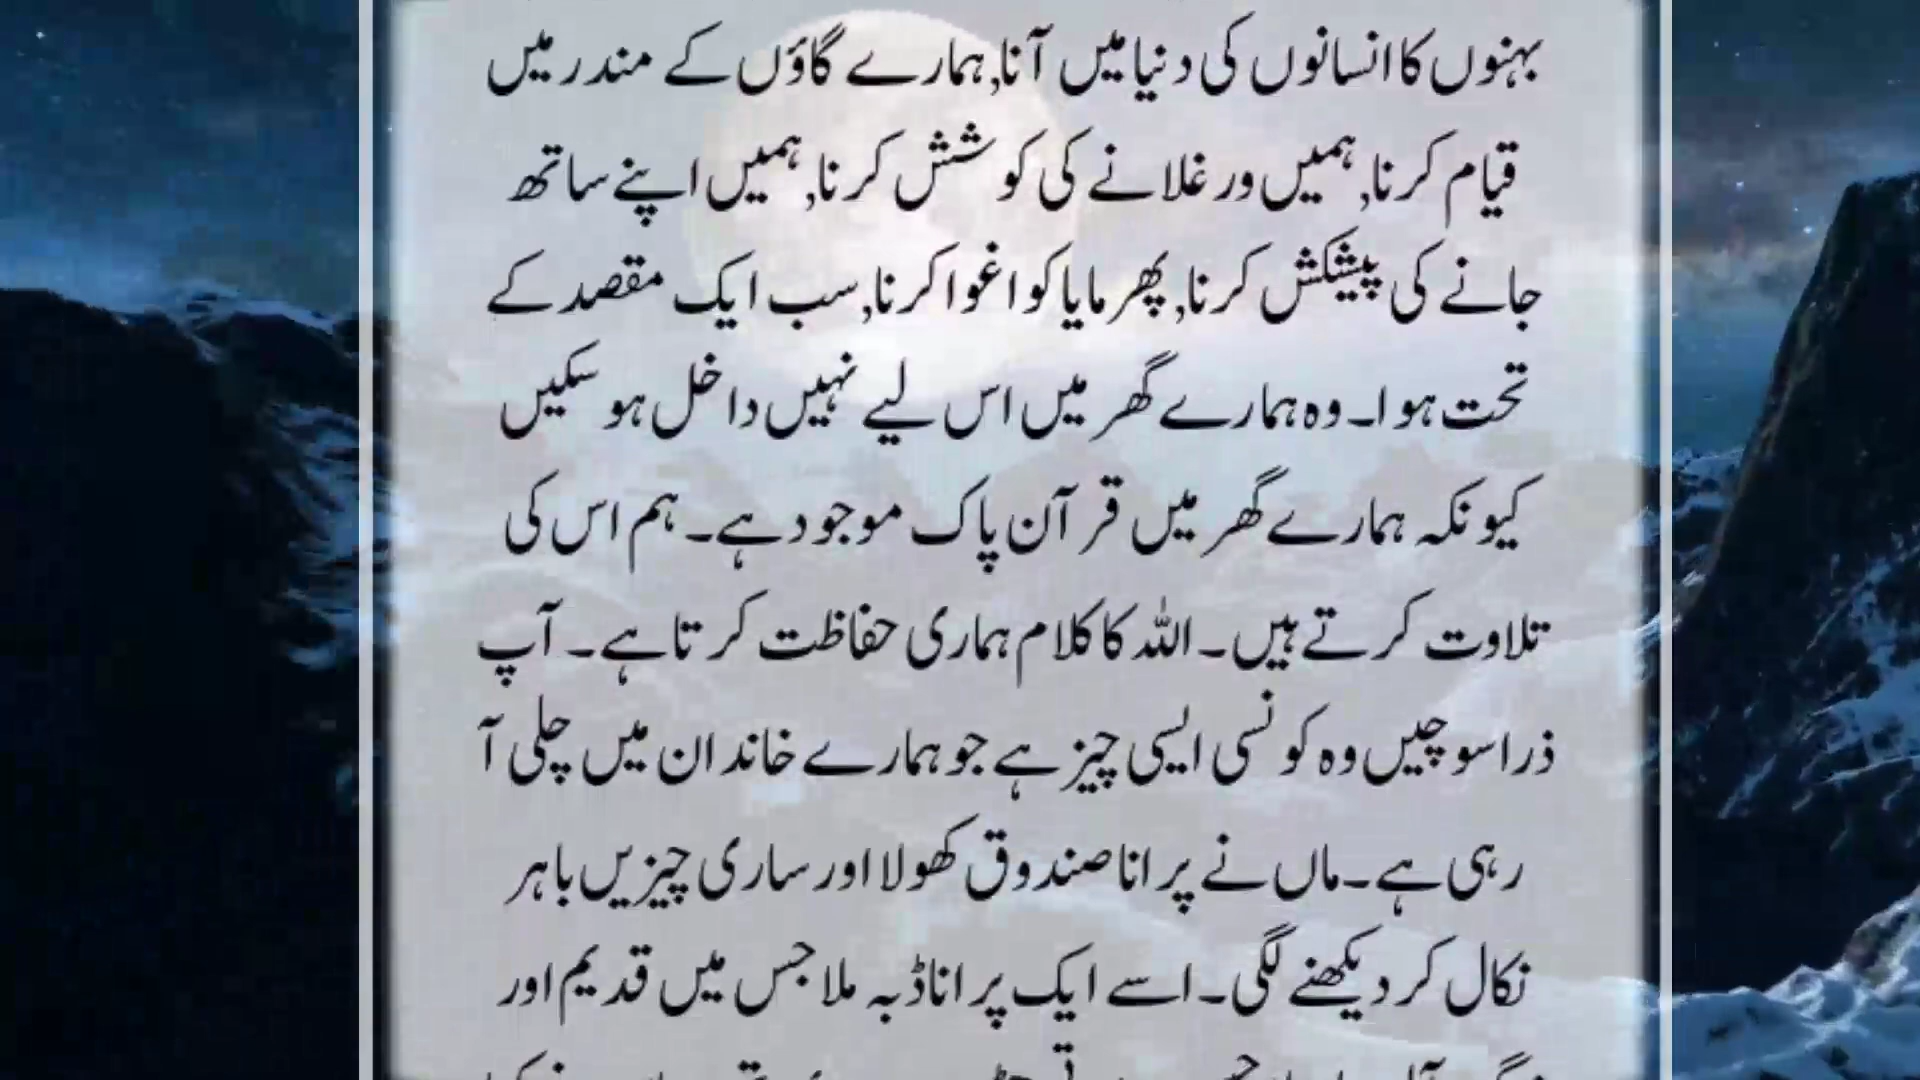 بہنوں کا انسانوں کی دنیا میں آنا, ہمارے گاؤں کے مندر میں
قیام کرنا, ہمیں ورغلانے کی کوشش کرنا, ہمیں اپنے ساتھ
جانے کی پیشکش کرنا, پھر مایا کو اغوا کرنا, سب ایک مقصد کے
تحت ہوا۔ وہ ہمارے گھر میں اس لیے نہیں داخل ہو سکیں
کیونکہ ہمارے گھر میں قرآن پاک موجود ہے۔ ہم اس کی
تلاوت کرتے ہیں۔ اللہ کا کلام ہماری حفاظت کرتا ہے۔ آپ
ذرا سوچیں وہ کونسی ایسی چیز ہے جو ہمارے خاندان میں چلی آ
رہی ہے۔ ماں نے پرانا صندوق کھولا اور ساری چیزیں باہر
نکال کر دیکھنے لگی۔ اسے ایک پرانا ڈبہ ملا جس میں قدیم اور